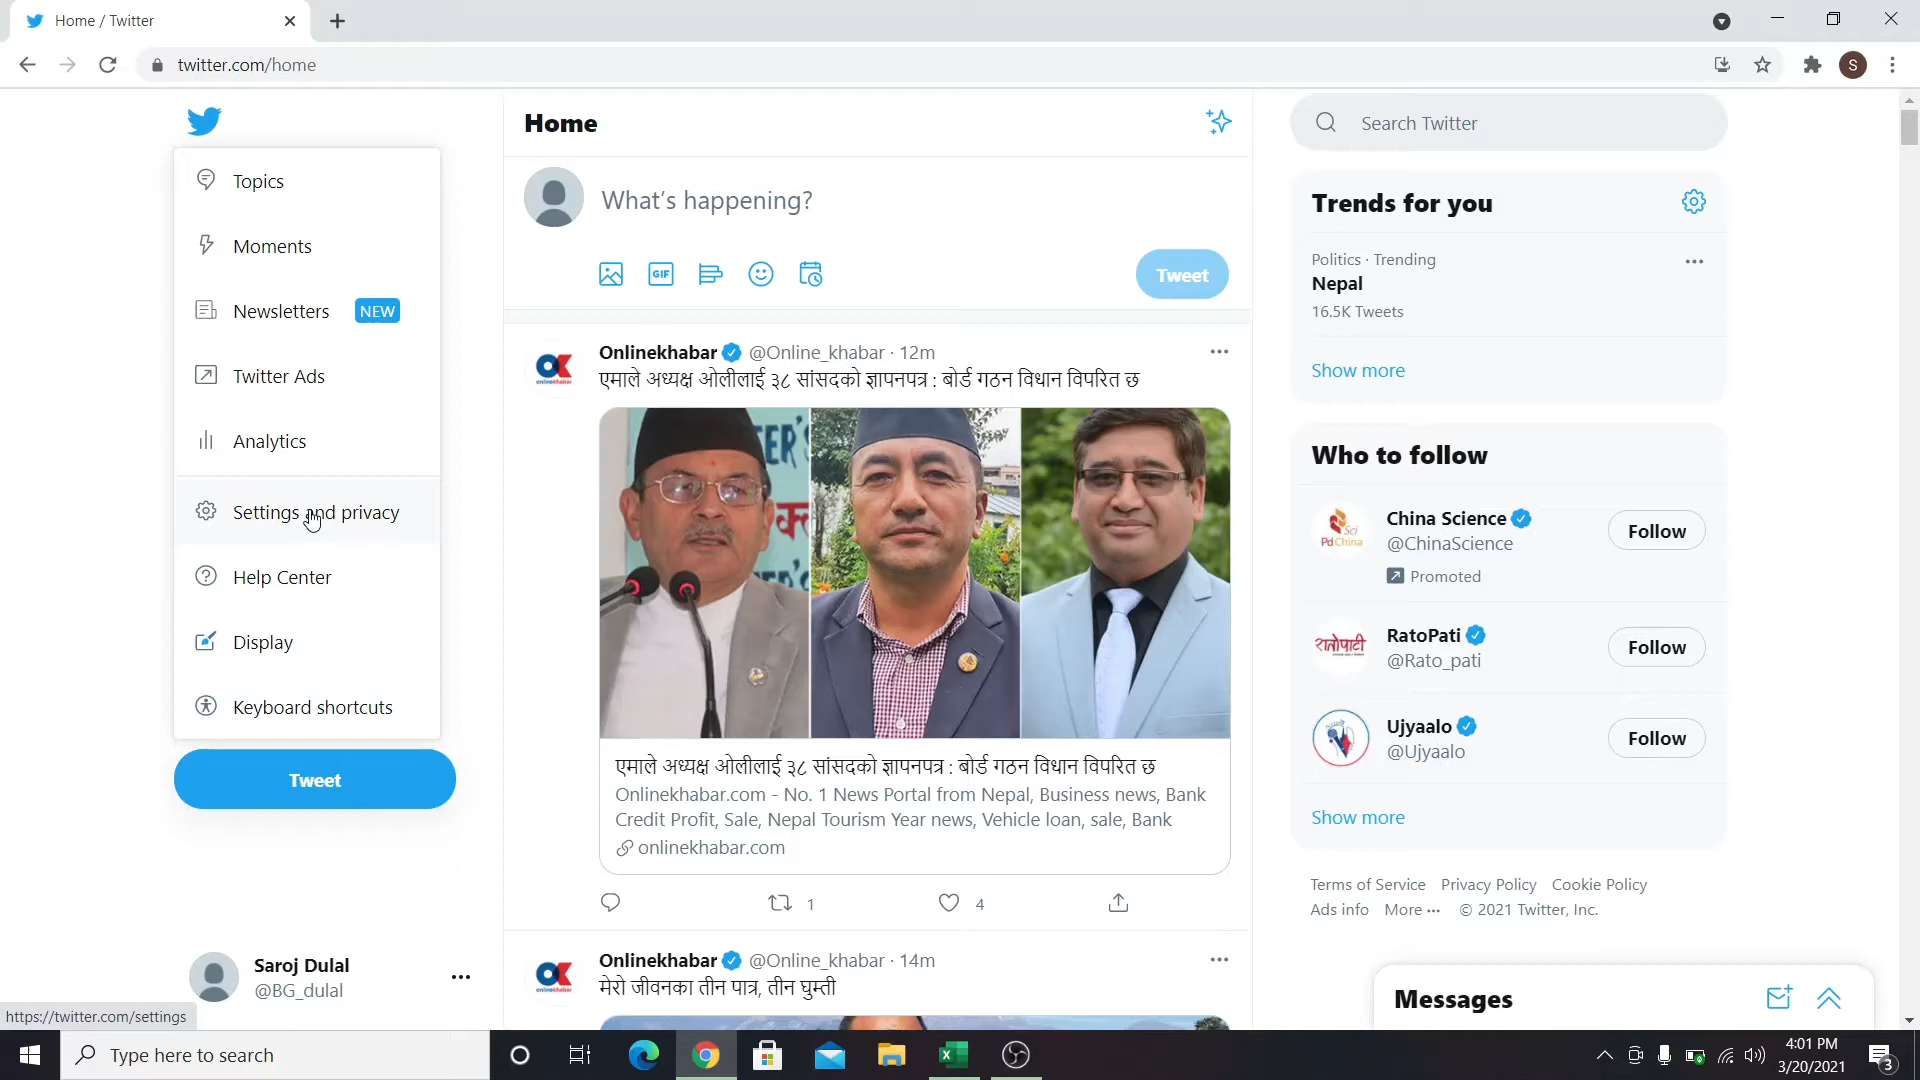 Home / Twitter
twitter.com/home
S
Topics
Moments
Newsletters NEW
Twitter Ads
Analytics
Settings and privacy
Help Center
Display
Keyboard shortcuts
Tweet
Saroj Dulal
@BG_dulal
https://twitter.com/settings
Home
What's happening?
GIF
Tweet
Onlinekhabar @Online_khabar · 12m
एमाले अध्यक्ष ओलीलाई ३८ सांसदको ज्ञापनपत्र : बोर्ड गठन विधान विपरित छ
एमाले अध्यक्ष ओलीलाई ३८ सांसदको ज्ञापनपत्र : बोर्ड गठन विधान विपरित छ
Onlinekhabar.com - No. 1 News Portal from Nepal, Business news, Bank
Credit Profit, Sale, Nepal Tourism Year news, Vehicle loan, sale, Bank
onlinekhabar.com
1 4
Onlinekhabar @Online_khabar · 14m
मेरो जीवनका तीन पात्र, तीन घुम्ती
Search Twitter
Trends for you
Politics · Trending
Nepal
16.5K Tweets
Show more
Who to follow
China Science
@ChinaScience
Promoted
Follow
RatoPati
@Rato_pati
Follow
Ujyaalo
@Ujyaalo
Follow
Show more
Terms of Service Privacy Policy Cookie Policy
Ads info More ··· © 2021 Twitter, Inc.
Messages
Type here to search
4:01 PM
3/20/2021
3